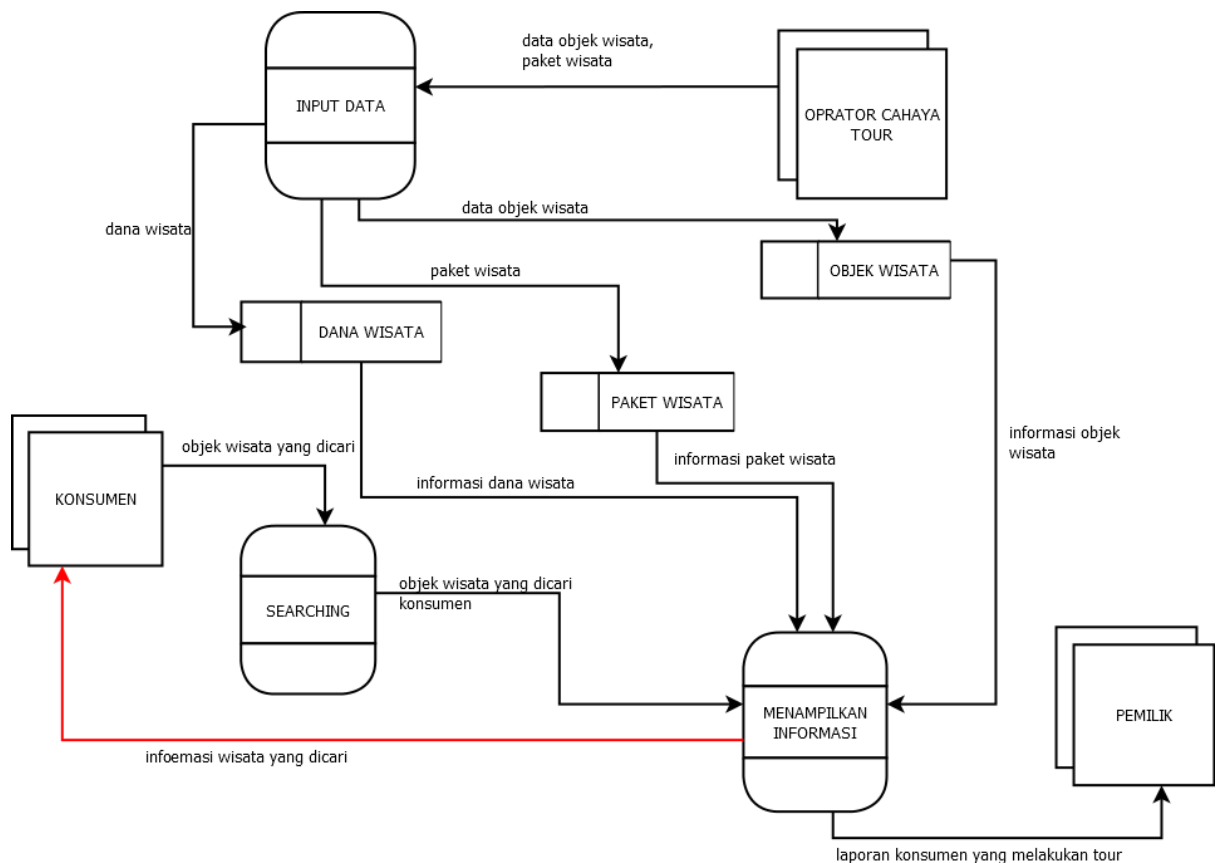 data objek wisata,
paket wisata
INPUT DATA
OPRATOR CAHAYA
TOUR
dana wisata
data objek wisata
OBJEK WISATA
paket wisata
DANA WISATA
PAKET WISATA
informasi objek
wisata
objek wisata yang dicari
informasi paket wisata
informasi dana wisata
KONSUMEN
objek wisata yang dicari
konsumen
SEARCHING
MENAMPILKAN
INFORMASI
PEMILIK
infoemasi wisata yang dicari
laporan konsumen yang melakukan tour